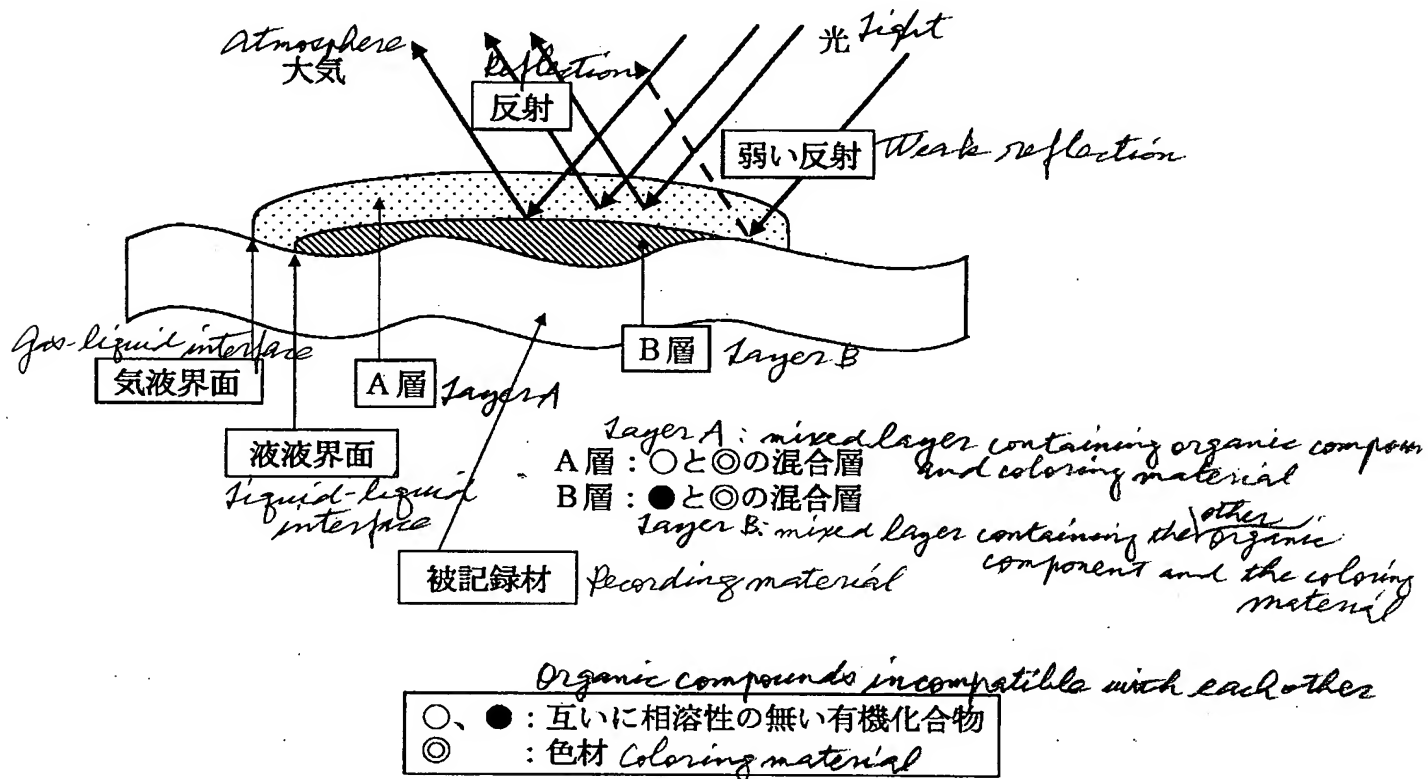 Atmosphere
大気
Reflection
反射
光 Light
弱い反射 Weak reflection
Gas-liquid interface
気液界面
A層 Layer A
B層 Layer B
液液界面
Liquid-liquid
interface
Layer A: mixed layer containing organic compoun
and coloring material
A層：○と◎の混合層
B層：●と◎の混合層
Layer B: mixed layer containing the other organic
component and the coloring
material
被記録材 Recording material
Organic compounds incompatible with each other
○、●：互いに相溶性の無い有機化合物
◎　：色材 Coloring material